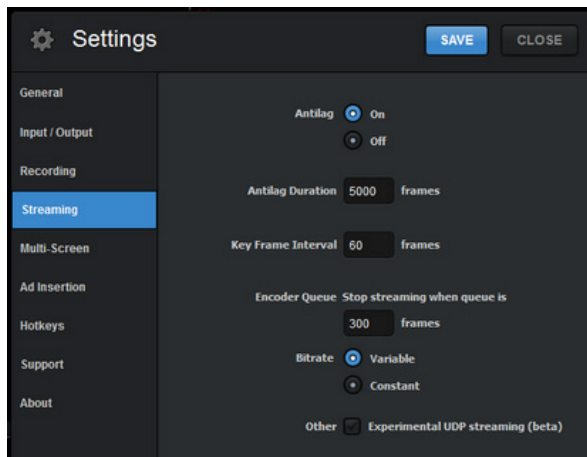 Settings
SAVE
CLOSE
General
Input / Output
Recording
Streaming
Multi-Screen
Ad Insertion
Hotkeys
Support
About
Antilag On
Off
Antilag Duration 5000 frames
Key Frame Interval 60 frames
Encoder Queue Stop streaming when queue is
300 frames
Bitrate Variable
Constant
Other Experimental UDP streaming (beta)